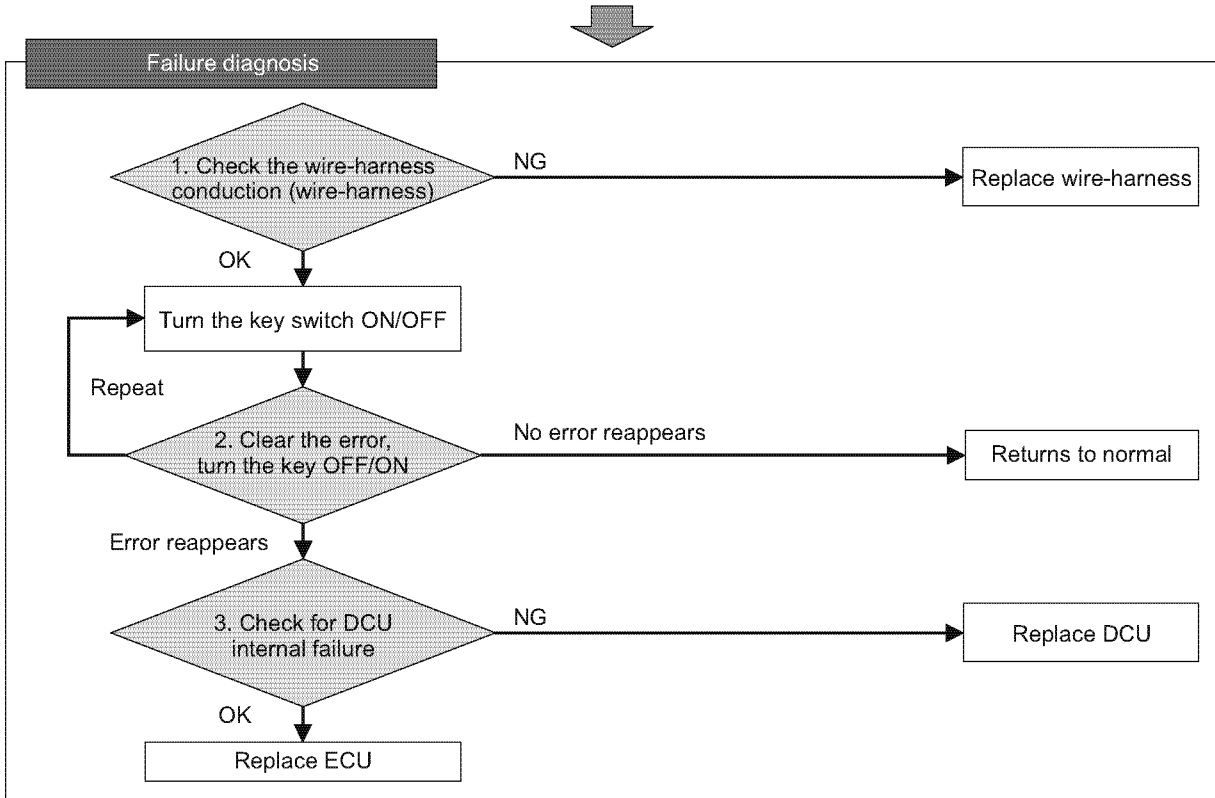 Failure diagnosis
1. Check the wire-harness
conduction (wire-harness)
NG
Replace wire-harness
OK
Turn the key switch ON/OFF
Repeat
2. Clear the error,
turn the key OFF/ON
No error reappears
Returns to normal
Error reappears
3. Check for DCU
internal failure
NG
Replace DCU
OK
Replace ECU